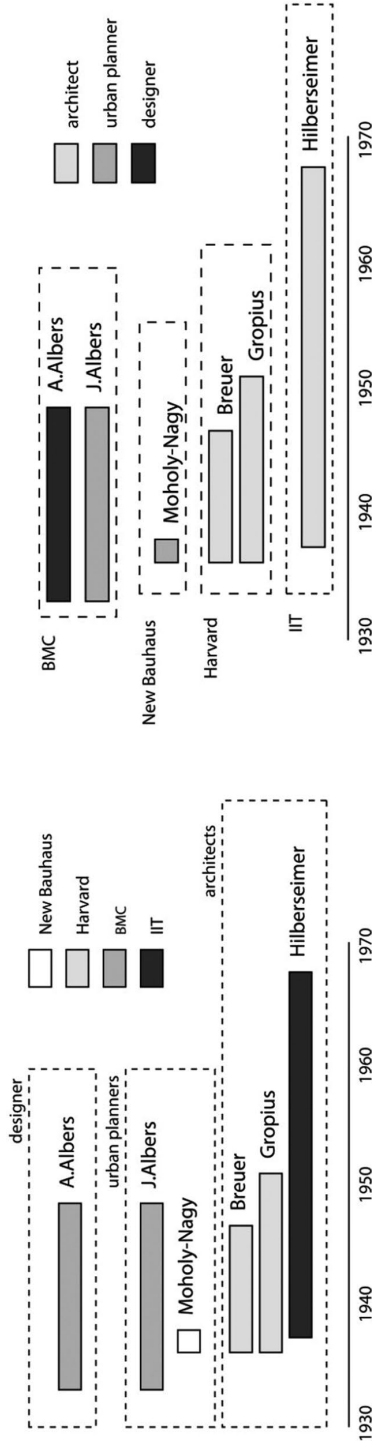 designer
A.Albers
urban planners
J.Albers
Moholy-Nagy
architects
Breuer
Gropius
Hilberseimer
New Bauhaus
Harvard
BMC
IIT
1930 1940 1950 1960 1970
BMC
A.Albers
J.Albers
New Bauhaus
Moholy-Nagy
Harvard
Breuer
Gropius
IIT
Hilberseimer
architect
urban planner
designer
1930 1940 1950 1960 1970